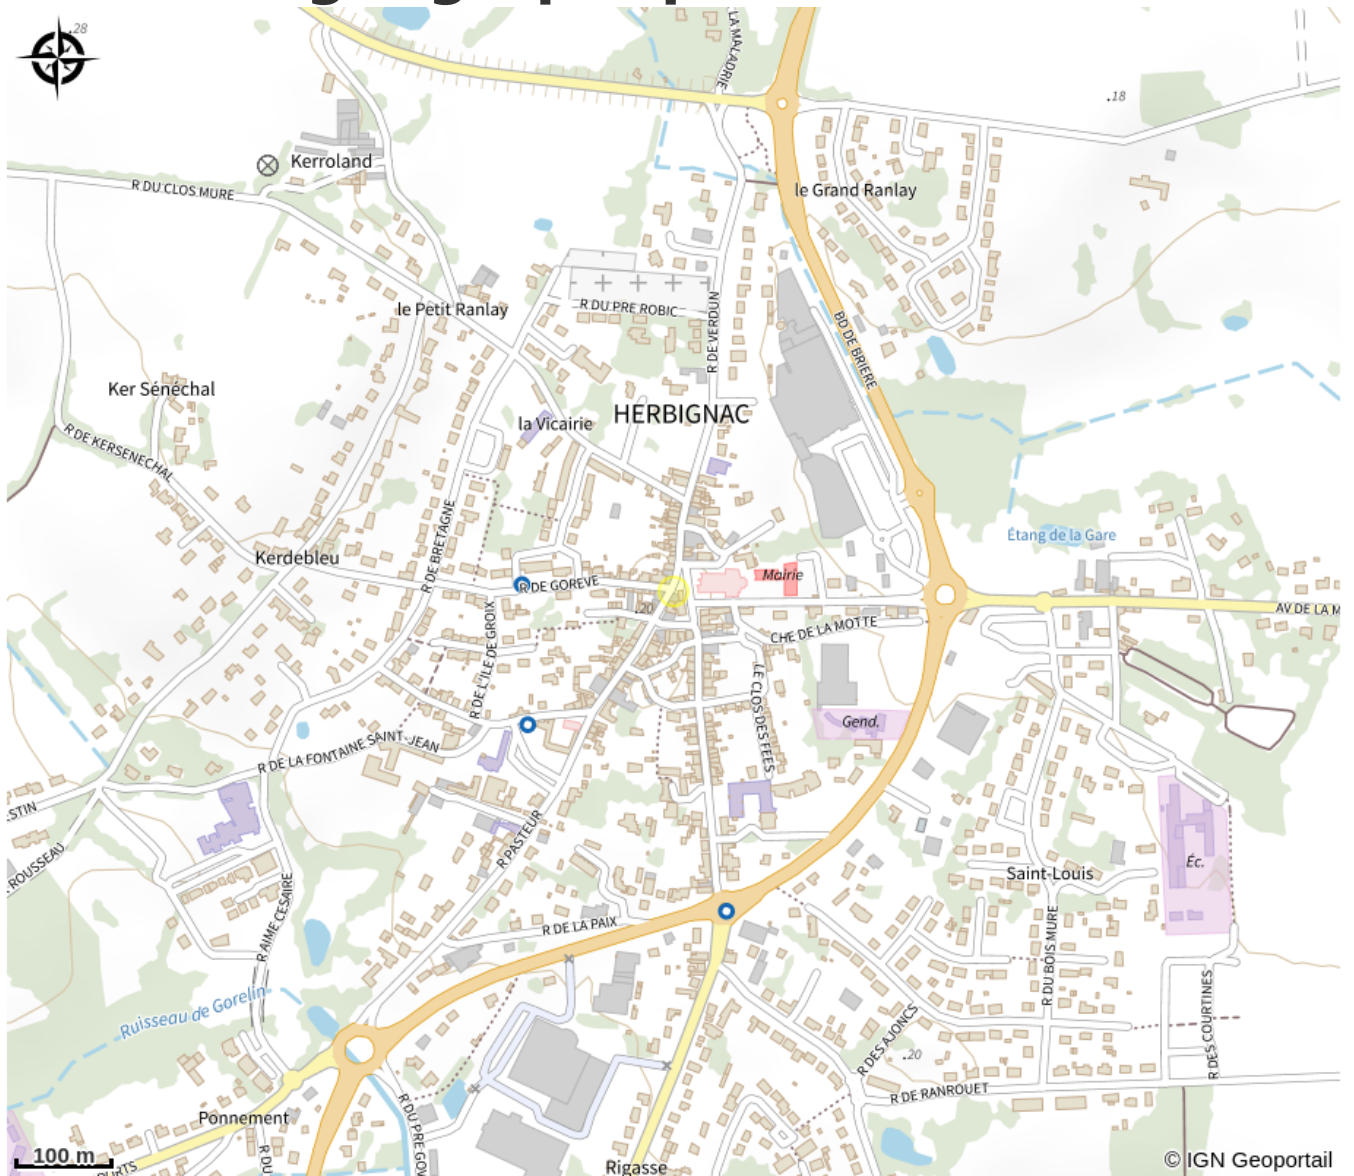 28
LA MALADRIE
18
Kerroland
R DU CLOS MURE
le Grand Ranlay
le Petit Ranlay
R DU PRE ROBIC
R DE VERDUN
BD DE BRIERE
Ker Sénéchal
la Vicairie
HERBIGNAC
R DE KERSENECHAL
R DE BRETAGNE
Étang de la Gare
Kerdebleu
R DE GOREVE
Mairie
20
AV DE LA M
CHE DE LA MOTTE
R DE L'ILE DE GROIX
LE CLOS DES FEES
Gend.
R DE LA FONTAINE SAINT-JEAN
STIN
R PASTEUR
ROUSSEAU
Éc.
Saint-Louis
R AIME CESAIRE
R DE LA PAIX
R DU BOIS MURE
R DES COURTINES
Ruisseau de Gorelin
R DES AJONCS
20
R DE RANROUET
Ponnement
R DU PRE GOV
R DU
100 m
ORTS
Rigasse
© IGN Geoportail